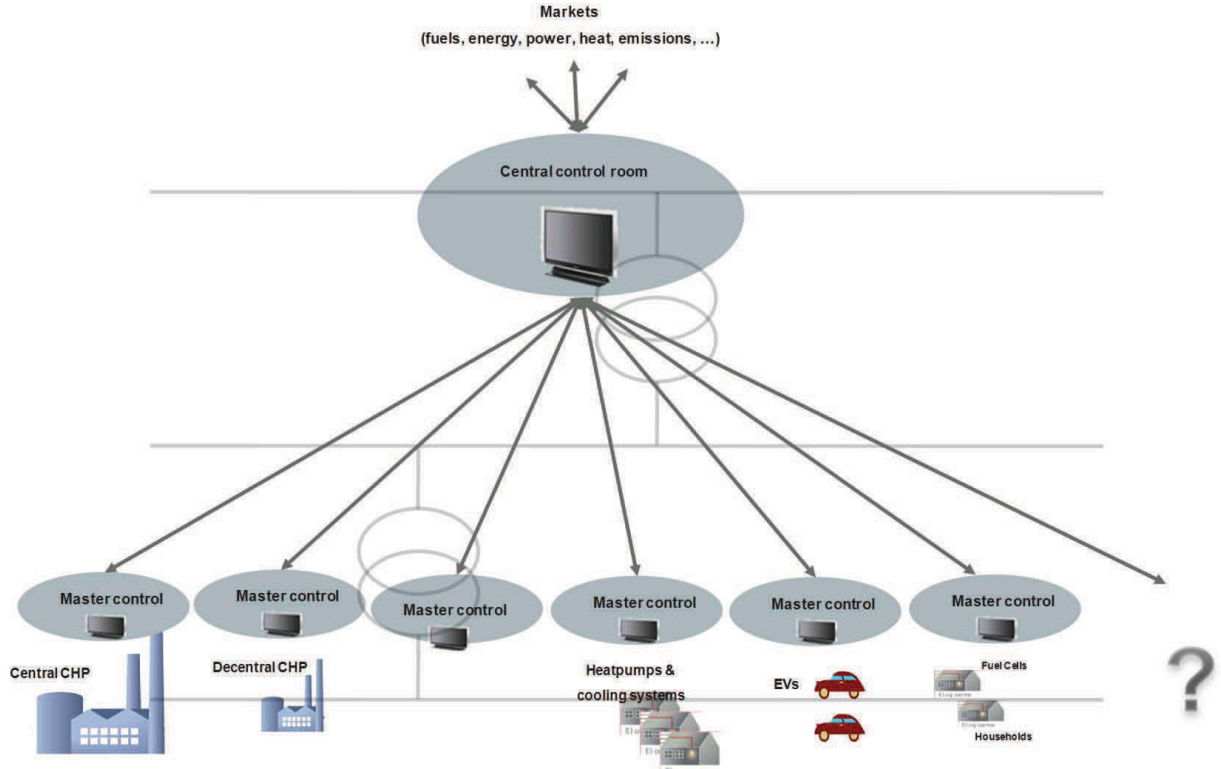 Markets
(fuels, energy, power, heat, emissions, ...)
Central control room
Master control
Master control
Master control
Master control
Master control
Master control
Central CHP
Decentral CHP
Heatpumps &
cooling systems
EVs
Fuel Cells
Households
?